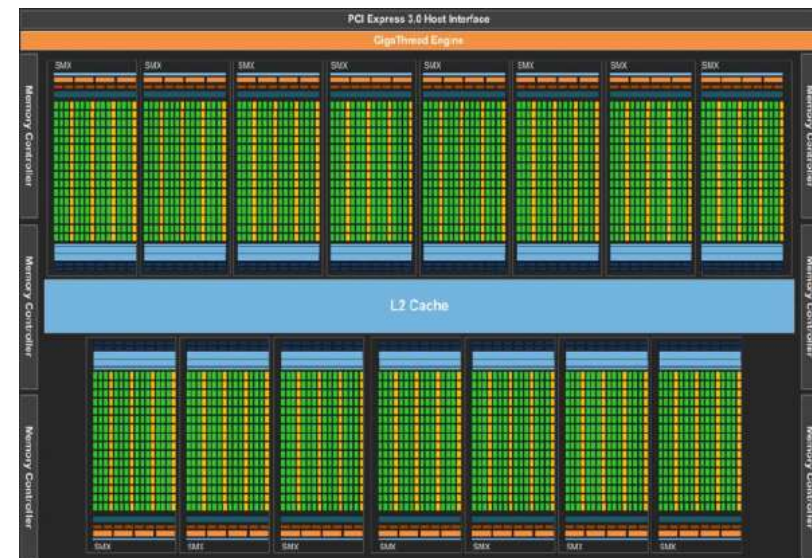 PCI Express 3.0 Host Interface
GigaThread Engine
SMX SMX SMX SMX SMX SMX SMX SMX
Memory Controller
Memory Controller
L2 Cache
Memory Controller
Memory Controller
Memory Controller
Memory Controller
SMX SMX SMX SMX SMX SMX SMX